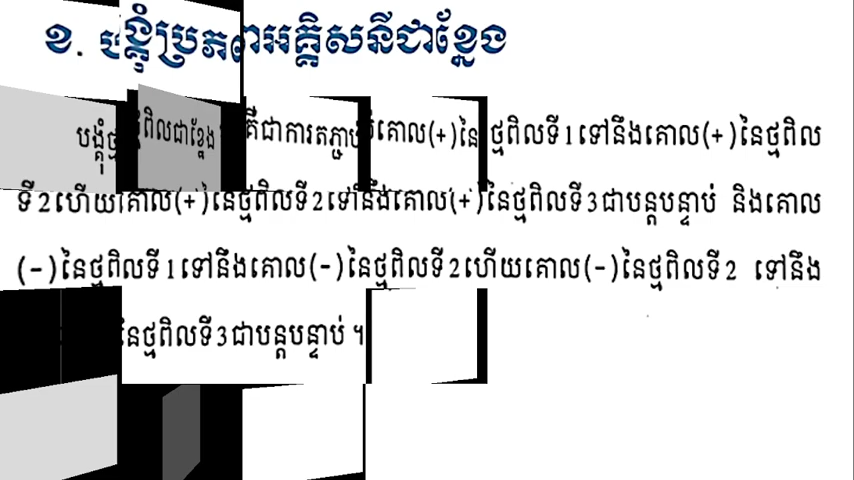 ខ. បង្គុំប្រភពអគ្គិសនីជាខ្នែង
បង្គុំថ្មពិលជាខ្នែង គឺជាការតភ្ជាប់គោល(+)នៃ ថ្មពិលទី1ទៅនឹងគោល(+)នៃថ្មពិល
ទី2ហើយគោល(+)នៃថ្មពិលទី2ទៅនឹងគោល(+)នៃថ្មពិលទី3ជាបន្តបន្ទាប់ និងគោល
(-)នៃថ្មពិលទី1ទៅនឹងគោល(-)នៃថ្មពិលទី2ហើយគោល(-)នៃថ្មពិលទី2 ទៅនឹង
នៃថ្មពិលទី3ជាបន្តបន្ទាប់។